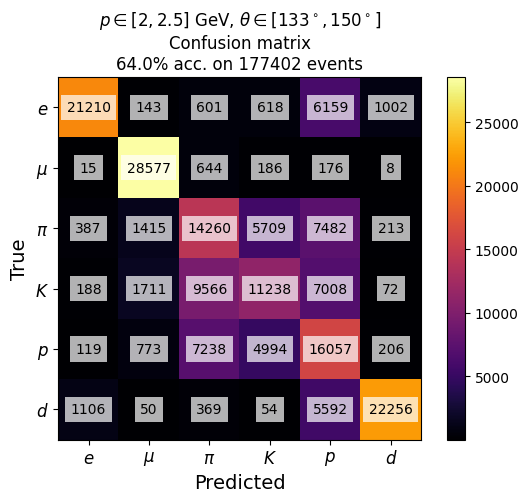 p ∈ [2, 2.5] GeV, θ ∈ [133°, 150°]
Confusion matrix
64.0% acc. on 177402 events
e 21210 143 601 618 6159 1002
μ 15 28577 644 186 176 8
π 387 1415 14260 5709 7482 213
K 188 1711 9566 11238 7008 72
p 119 773 7238 4994 16057 206
d 1106 50 369 54 5592 22256
e μ π K p d
True
Predicted
25000
20000
15000
10000
5000